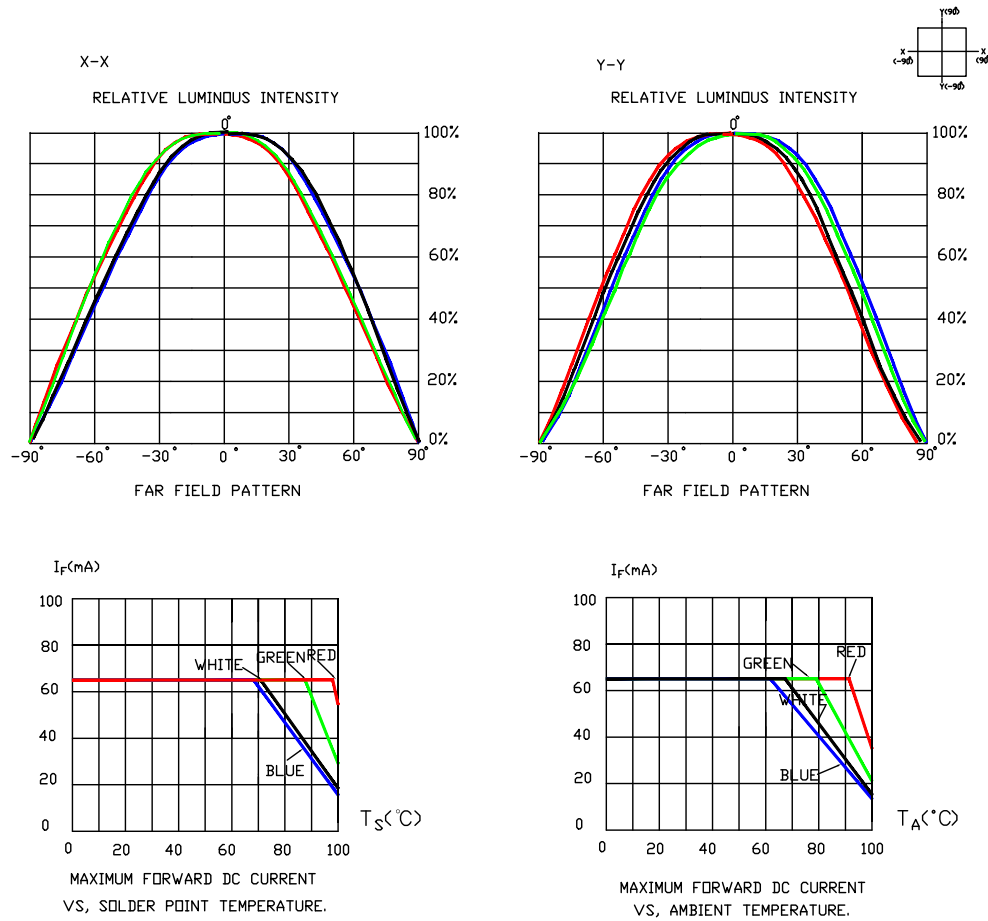 X-X
RELATIVE LUMINOUS INTENSITY
0°
100%
80%
60%
40%
20%
0%
-90° -60° -30° 0° 30° 60° 90°
FAR FIELD PATTERN
Y-Y
RELATIVE LUMINOUS INTENSITY
0°
100%
80%
60%
40%
20%
0%
-90° -60° -30° 0° 30° 60° 90°
FAR FIELD PATTERN
Y(90)
X X
(-90) (90
Y(-90)
IF(mA)
100
80
60
40
20
0
WHITE GREEN RED
BLUE
0 20 40 60 80 100
TS(°C)
MAXIMUM FORWARD DC CURRENT
VS, SOLDER POINT TEMPERATURE.
IF(mA)
100
80
60
40
20
0
GREEN RED
WHITE
BLUE
0 20 40 60 80 100
TA(°C)
MAXIMUM FORWARD DC CURRENT
VS, AMBIENT TEMPERATURE.